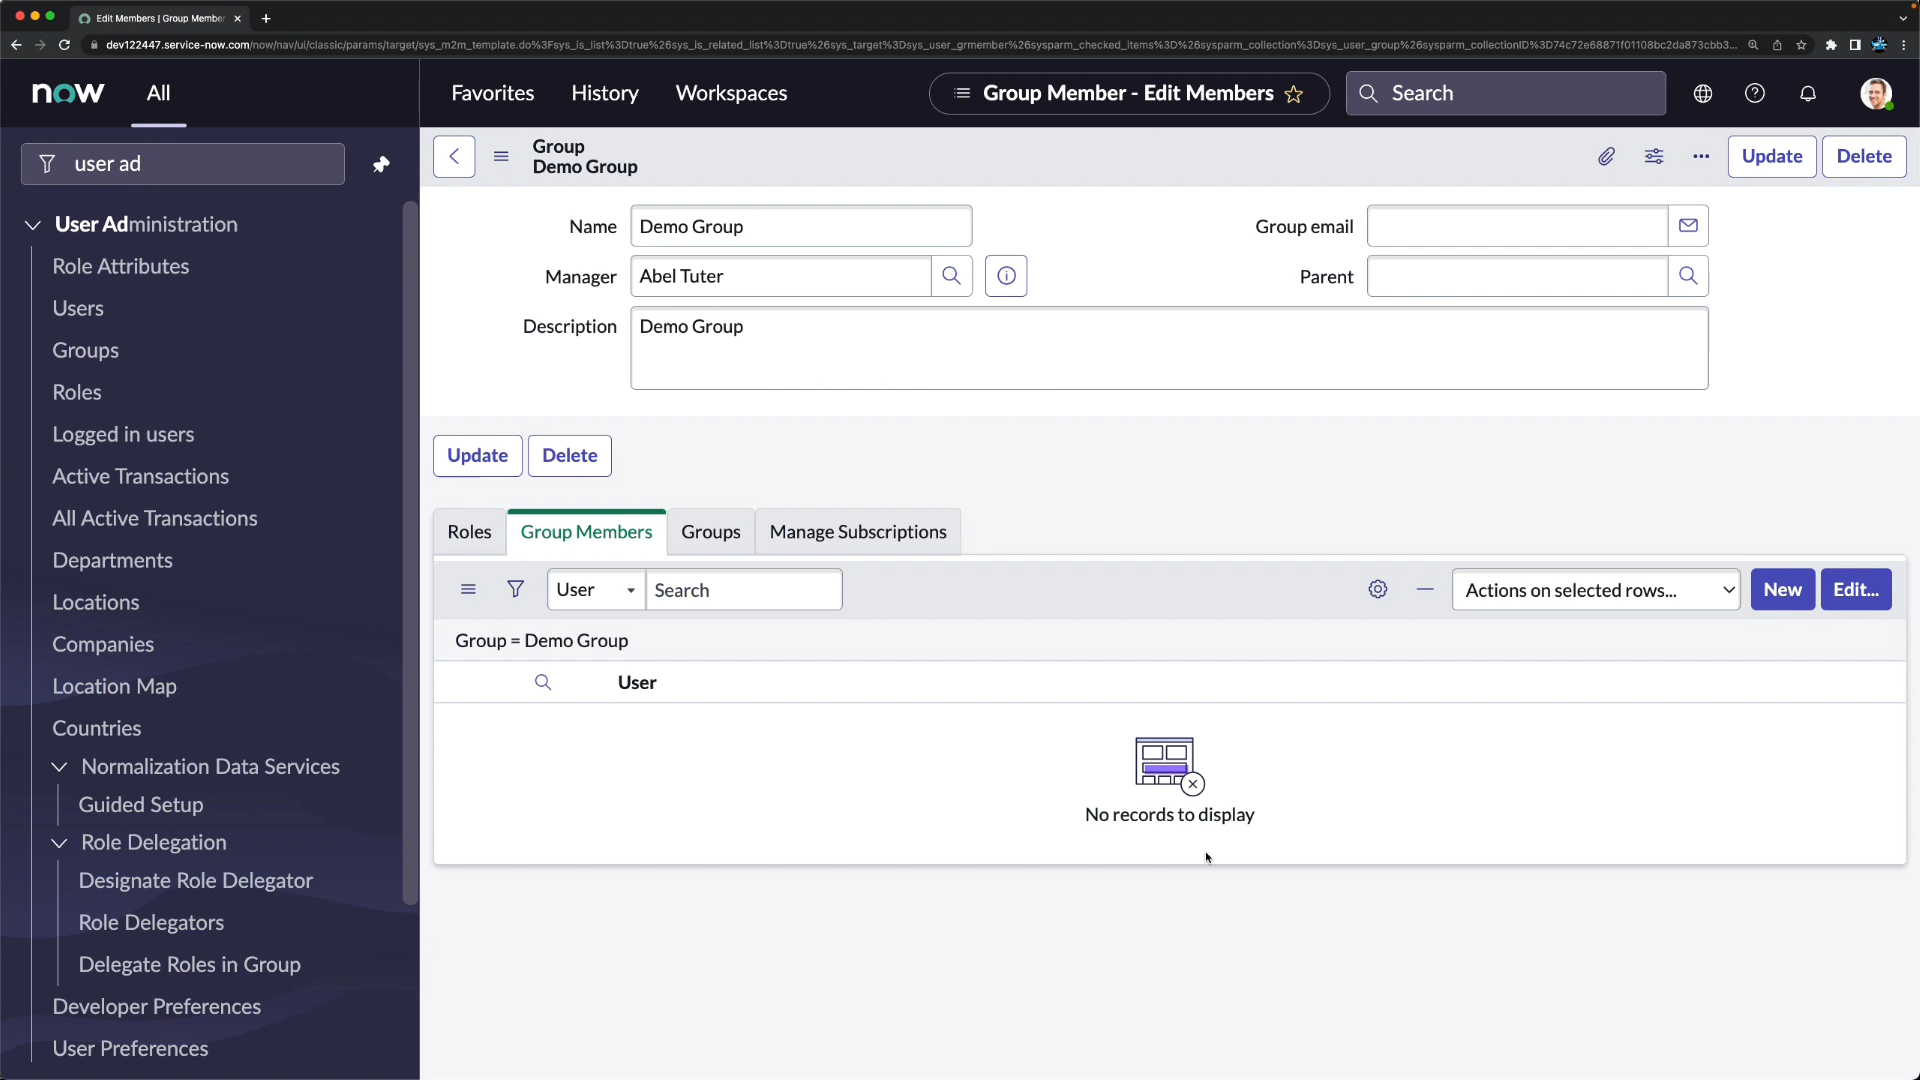 Edit Members | Group Member
dev122447.service-now.com/now/nav/ui/classic/params/target/sys_m2m_template.do%3Fsys_is_list%3Dtrue%26sys_is_related_list%3Dtrue%26sys_target%3Dsys_user_grmember%26sysparm_checked_items%3D%26sysparm_collection%3Dsys_user_group%26sysparm_collectionID%3D74c72e68871f01108bc2da873cbb3...
now
All
Favorites
History
Workspaces
Group Member - Edit Members
Search
user ad
User Administration
Role Attributes
Users
Groups
Roles
Logged in users
Active Transactions
All Active Transactions
Departments
Locations
Companies
Location Map
Countries
Normalization Data Services
Guided Setup
Role Delegation
Designate Role Delegator
Role Delegators
Delegate Roles in Group
Developer Preferences
User Preferences
Group
Demo Group
Update
Delete
Name
Demo Group
Group email
Manager
Abel Tuter
Parent
Description
Demo Group
Update
Delete
Roles
Group Members
Groups
Manage Subscriptions
User
Search
Actions on selected rows...
New
Edit...
Group = Demo Group
User
No records to display